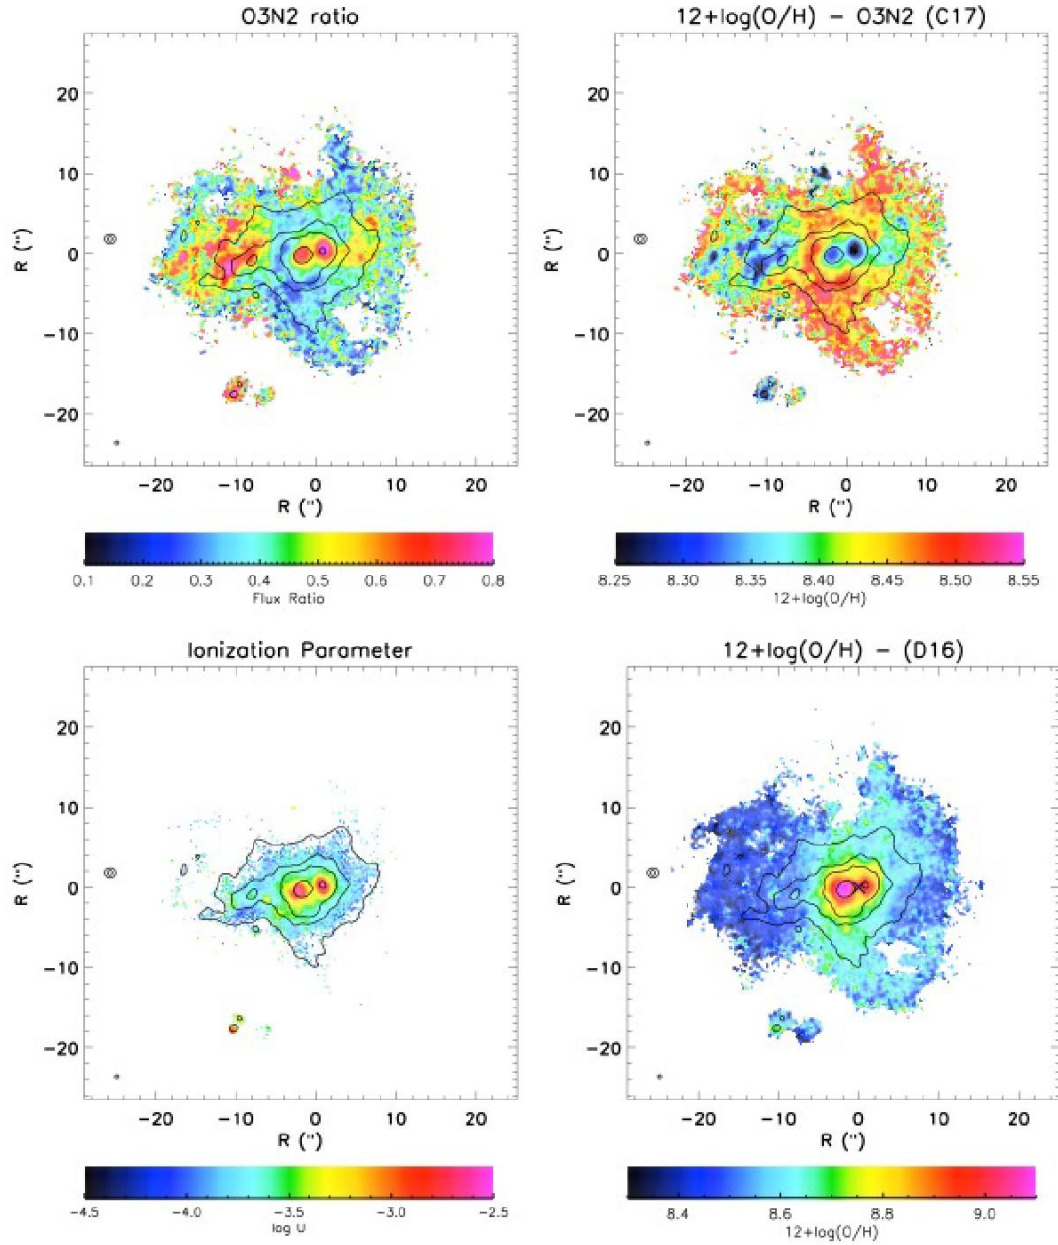 O3N2 ratio
20
10
0
−10
−20
R (")
−20 −10 0 10 20
R (")
0.1 0.2 0.3 0.4 0.5 0.6 0.7 0.8
Flux Ratio
12+log(O/H) − O3N2 (C17)
20
10
0
−10
−20
R (")
−20 −10 0 10 20
R (")
8.25 8.30 8.35 8.40 8.45 8.50 8.55
12+log(O/H)
Ionization Parameter
20
10
0
−10
−20
R (")
−20 −10 0 10 20
R (")
−4.5 −4.0 −3.5 −3.0 −2.5
log U
12+log(O/H) − (D16)
20
10
0
−10
−20
R (")
−20 −10 0 10 20
R (")
8.4 8.6 8.8 9.0
12+log(O/H)